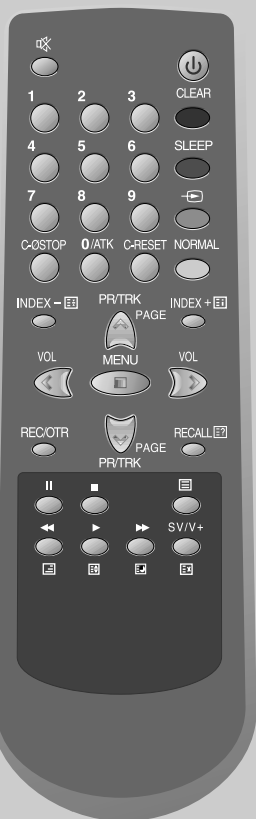 CLEAR
1 2 3
4 5 6 SLEEP
7 8 9
C-ØSTOP 0/ATK C-RESET NORMAL
INDEX – PR/TRK INDEX +
PAGE
VOL MENU VOL
REC/OTR PAGE RECALL
PR/TRK
SV/V+